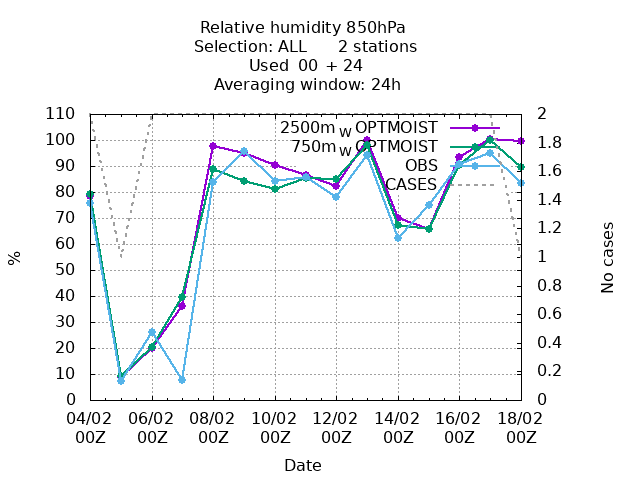 Relative humidity 850hPa
Selection: ALL 2 stations
Used 00 + 24
Averaging window: 24h
110 2
2500m W OPTMOIST
100 1.8
750m W OPTMOIST
90 OBS 1.6
80 CASES 1.4
70 1.2
60 1
50 0.8
40 0.6
30 0.4
20 0.2
10 0
0
%
No cases
04/02 06/02 08/02 10/02 12/02 14/02 16/02 18/02
00Z 00Z 00Z 00Z 00Z 00Z 00Z 00Z
Date